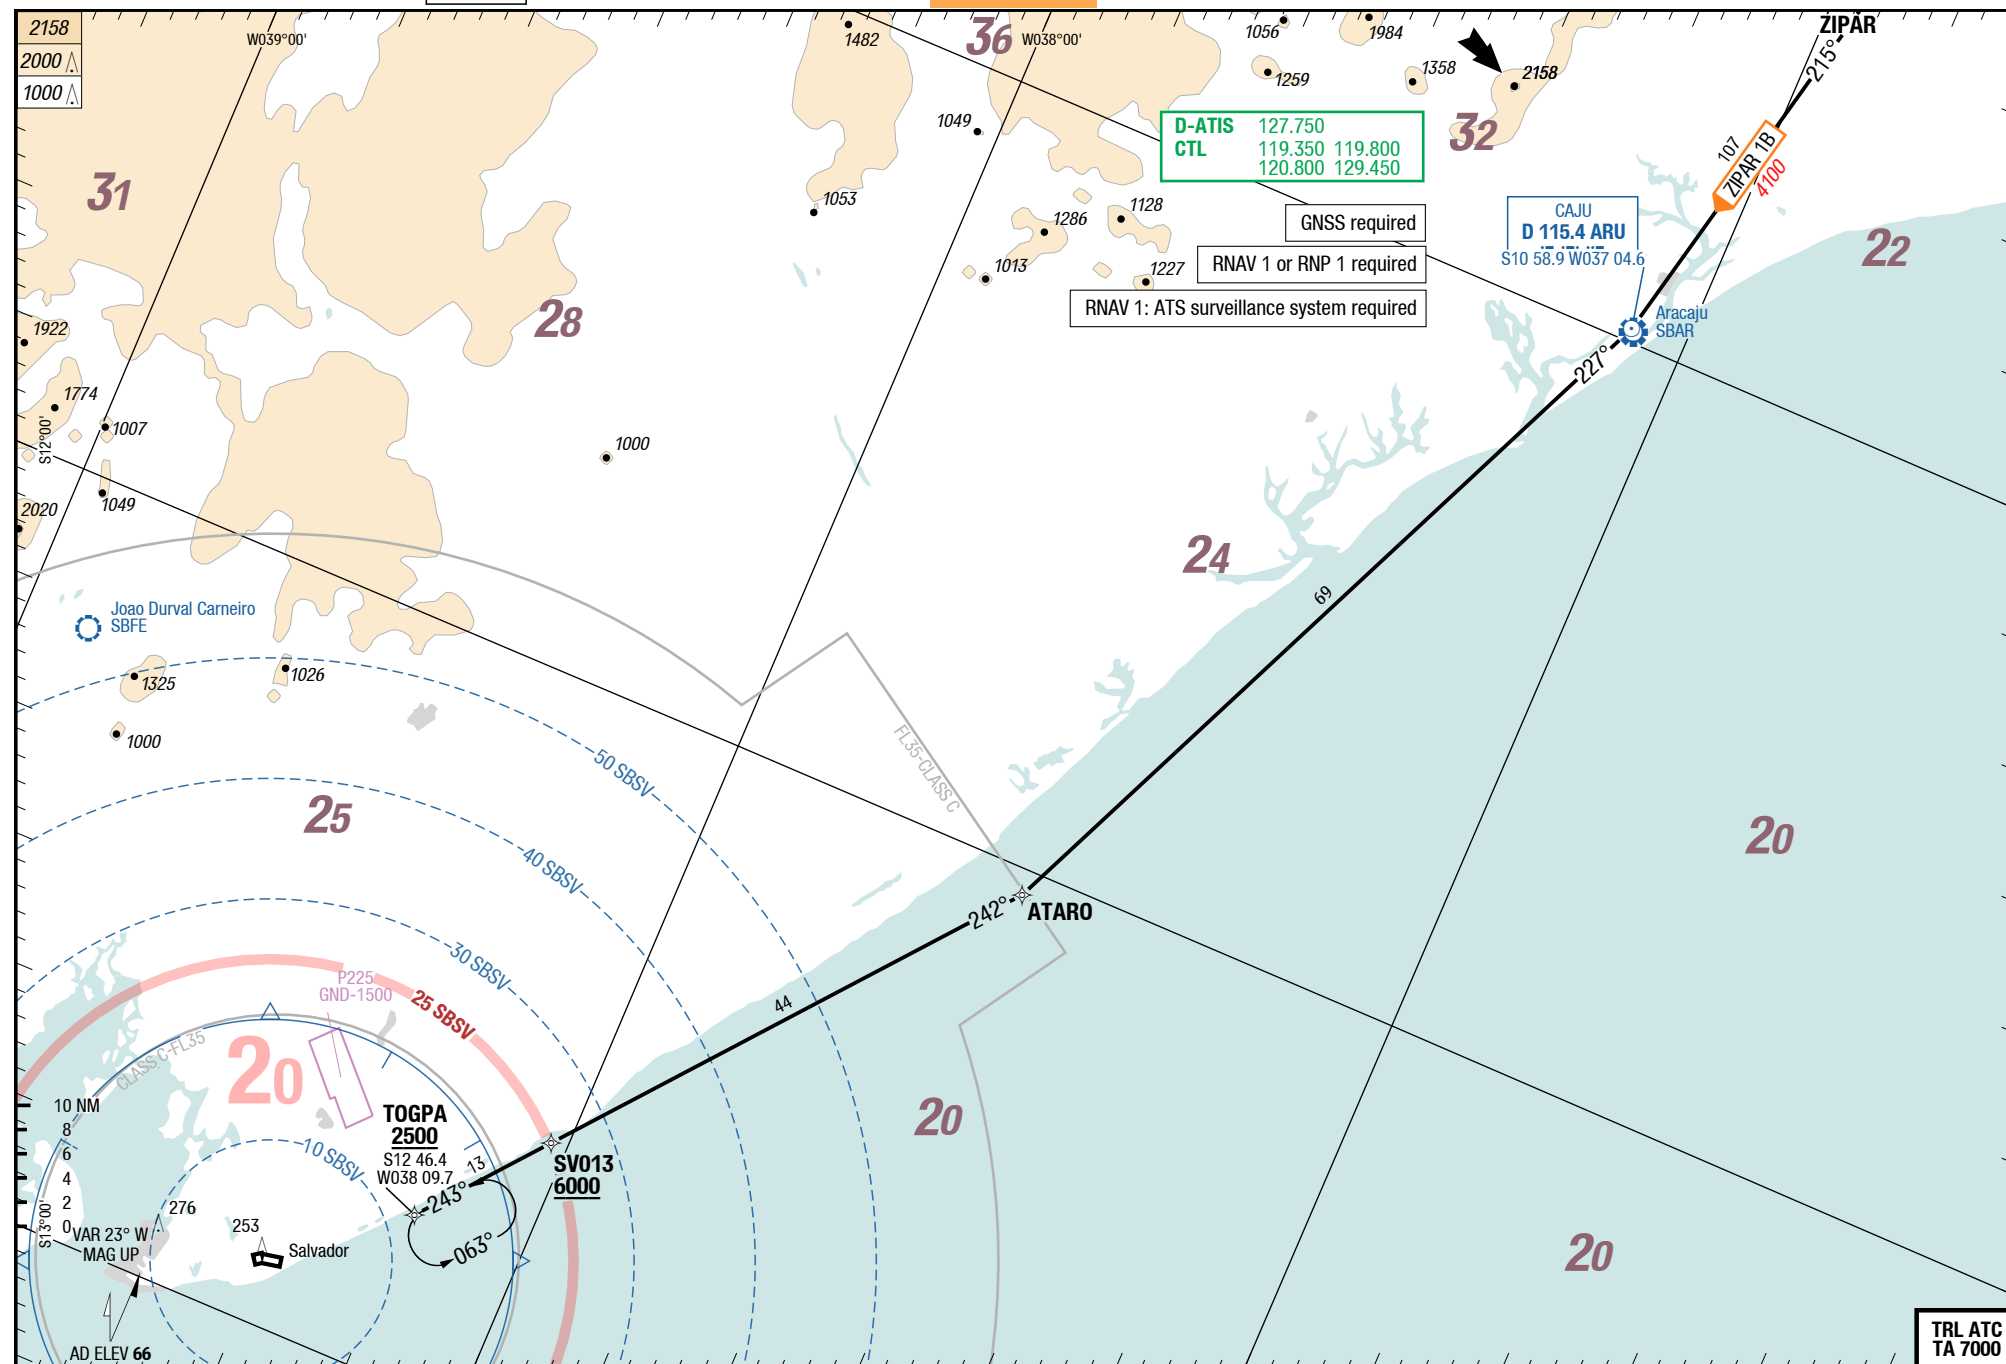 2158
2000
1000
W039°00'
1482
36
W038°00'
1056
1984
1259
1358
2158
ZIPAR
215°
1049
D-ATIS 127.750
CTL 119.350 119.800
120.800 129.450
32
107
ZIPAR 1B
4100
31
1053
1286
1128
GNSS required
CAJU
D 115.4 ARU
S10 58.9 W037 04.6
22
1013
1227
RNAV 1 or RNP 1 required
28
RNAV 1: ATS surveillance system required
Aracaju
SBAR
1922
227°
1774
1007
S12°00'
1000
1049
2020
24
69
Joao Durval Carneiro
SBFE
1325
1026
1000
50 SBSV
FL35-CLASS C
25
40 SBSV
20
242°
ATARO
30 SBSV
P225
GND-1500
25 SBSV
44
CLASS C-FL35
20
10 NM
8
6
4
2
0
TOGPA
2500
S12 46.4
W038 09.7
20
10 SBSV
13
SV013
6000
243°
063°
276
253
S13°00'
VAR 23° W
MAG UP
Salvador
20
AD ELEV 66
TRL ATC
TA 7000